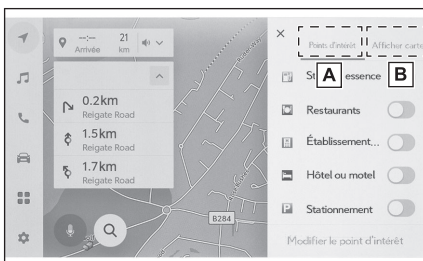 --:-- 21
Arrivée km
0.2km
Reigate Road
1.5km
Reigate Road
1.7km
Reigate Road
B284
Points d'intérêt Afficher carte
A B
essence
Restaurants
Établissement...
Hôtel ou motel
Stationnement
Modifier le point d'intérêt